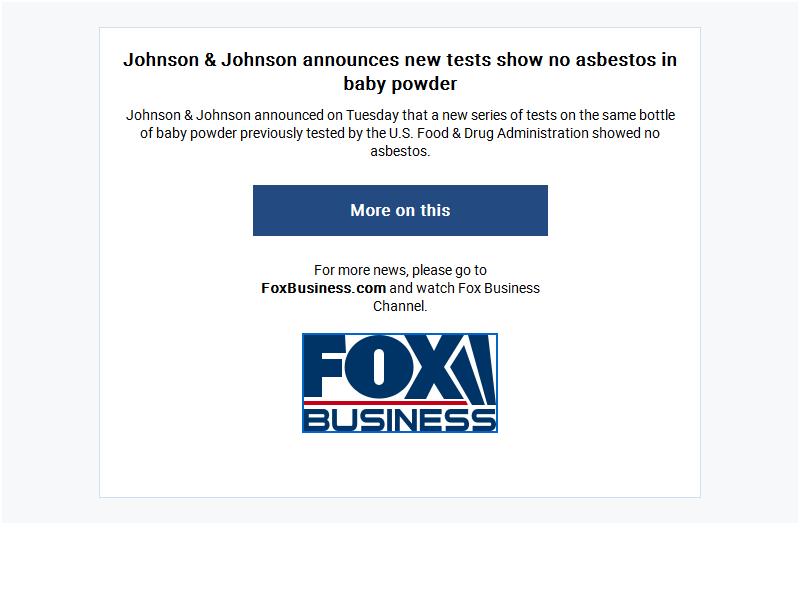 Johnson & Johnson announces new tests show no asbestos in
baby powder
Johnson & Johnson announced on Tuesday that a new series of tests on the same bottle
of baby powder previously tested by the U.S. Food & Drug Administration showed no
asbestos.
More on this
For more news, please go to
FoxBusiness.com and watch Fox Business
Channel.
FOX
BUSINESS